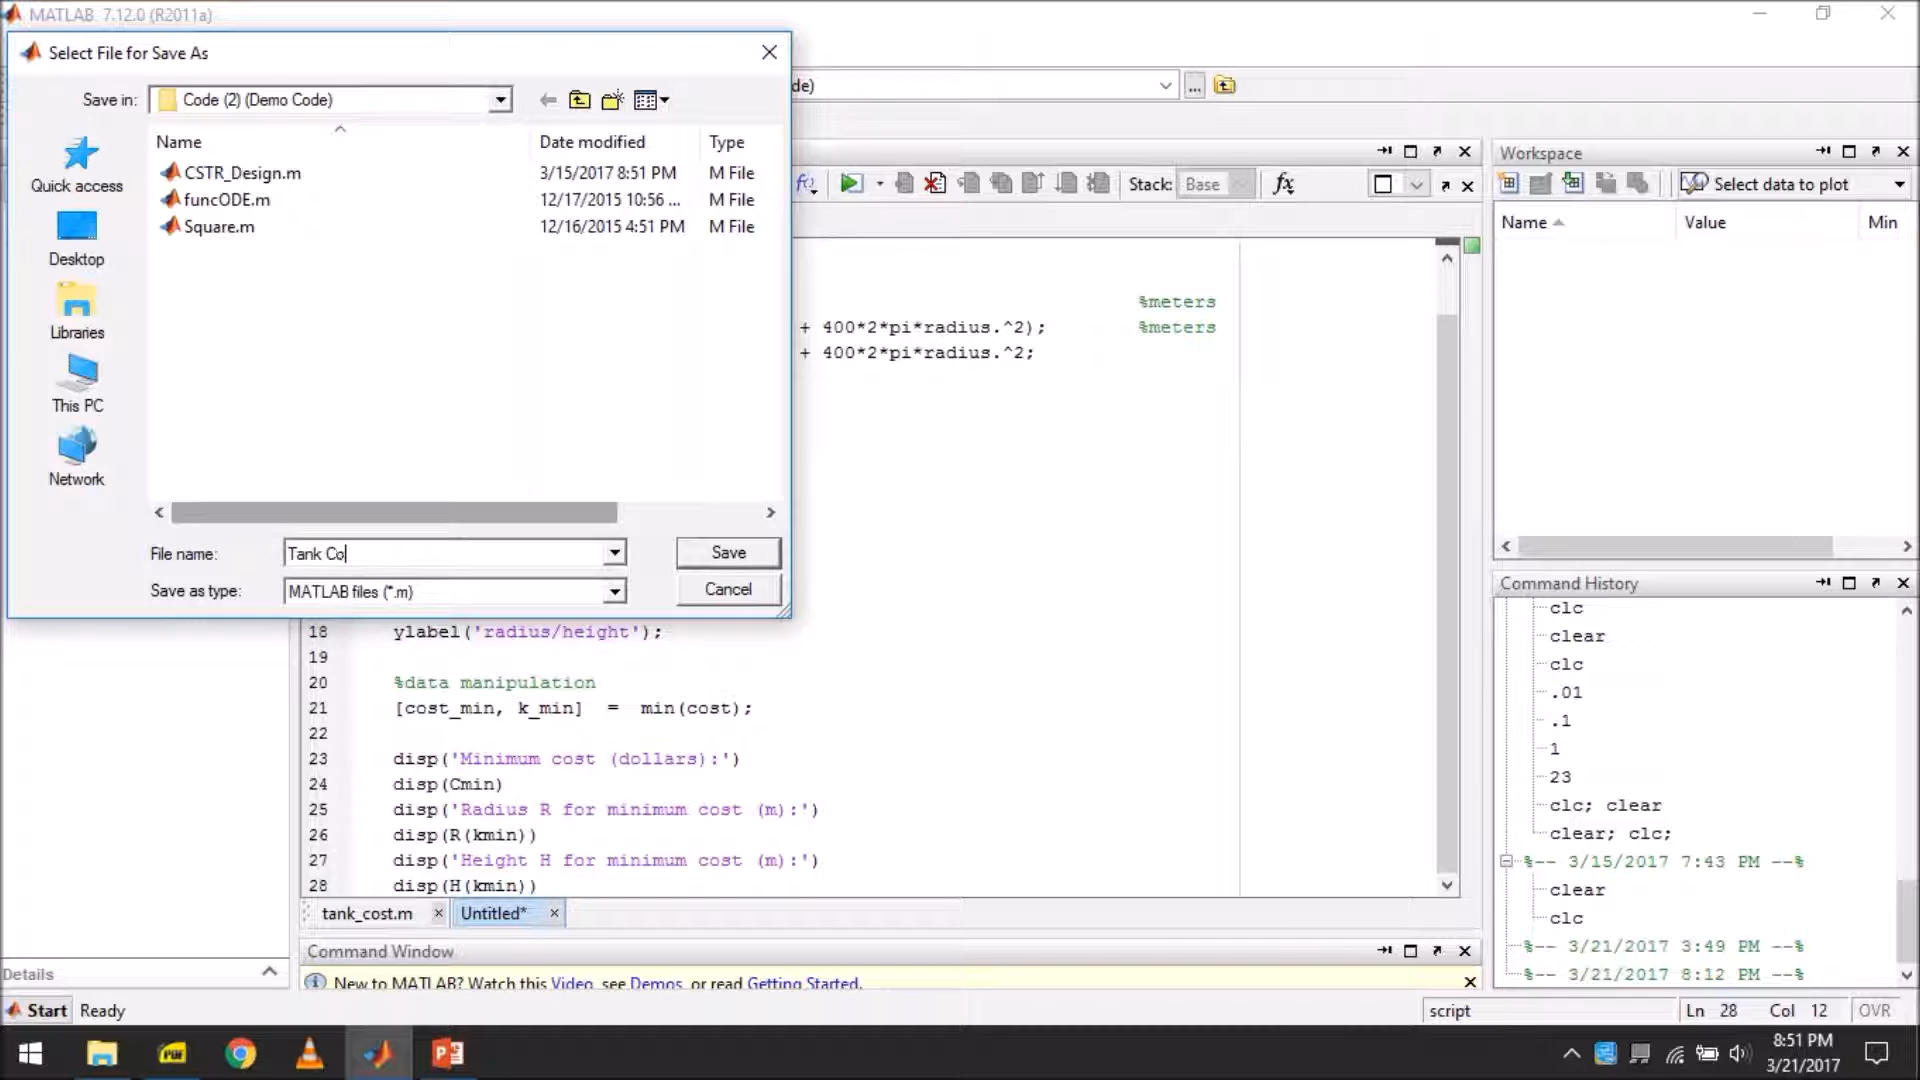 MATLAB 7.12.0 (R2011a)
Select File for Save As
Save in: Code (2) (Demo Code)
de)
Name Date modified Type
CSTR_Design.m 3/15/2017 8:51 PM M File
funcODE.m 12/17/2015 10:56 ... M File
Square.m 12/16/2015 4:51 PM M File
Quick access
Desktop
Libraries
This PC
Network
File name: Tank Co
Save
Save as type: MATLAB files (*.m)
Cancel
Stack: Base fx
%meters
+ 400*2*pi*radius.^2); %meters
+ 400*2*pi*radius.^2;
18 ylabel('radius/height');
19
20 %data manipulation
21 [cost_min, k_min] = min(cost);
22
23 disp('Minimum cost (dollars):')
24 disp(Cmin)
25 disp('Radius R for minimum cost (m):')
26 disp(R(kmin))
27 disp('Height H for minimum cost (m):')
28 disp(H(kmin))
tank_cost.m Untitled*
Command Window
New to MATLAB? Watch this Video, see Demos, or read Getting Started.
Workspace
Select data to plot
Name Value Min
Command History
clc
clear
clc
.01
.1
1
23
clc; clear
clear; clc;
%-- 3/15/2017 7:43 PM --%
clear
clc
%-- 3/21/2017 3:49 PM --%
%-- 3/21/2017 8:12 PM --%
Details
Start Ready
script Ln 28 Col 12 OVR
PDF
P
8:51 PM
3/21/2017